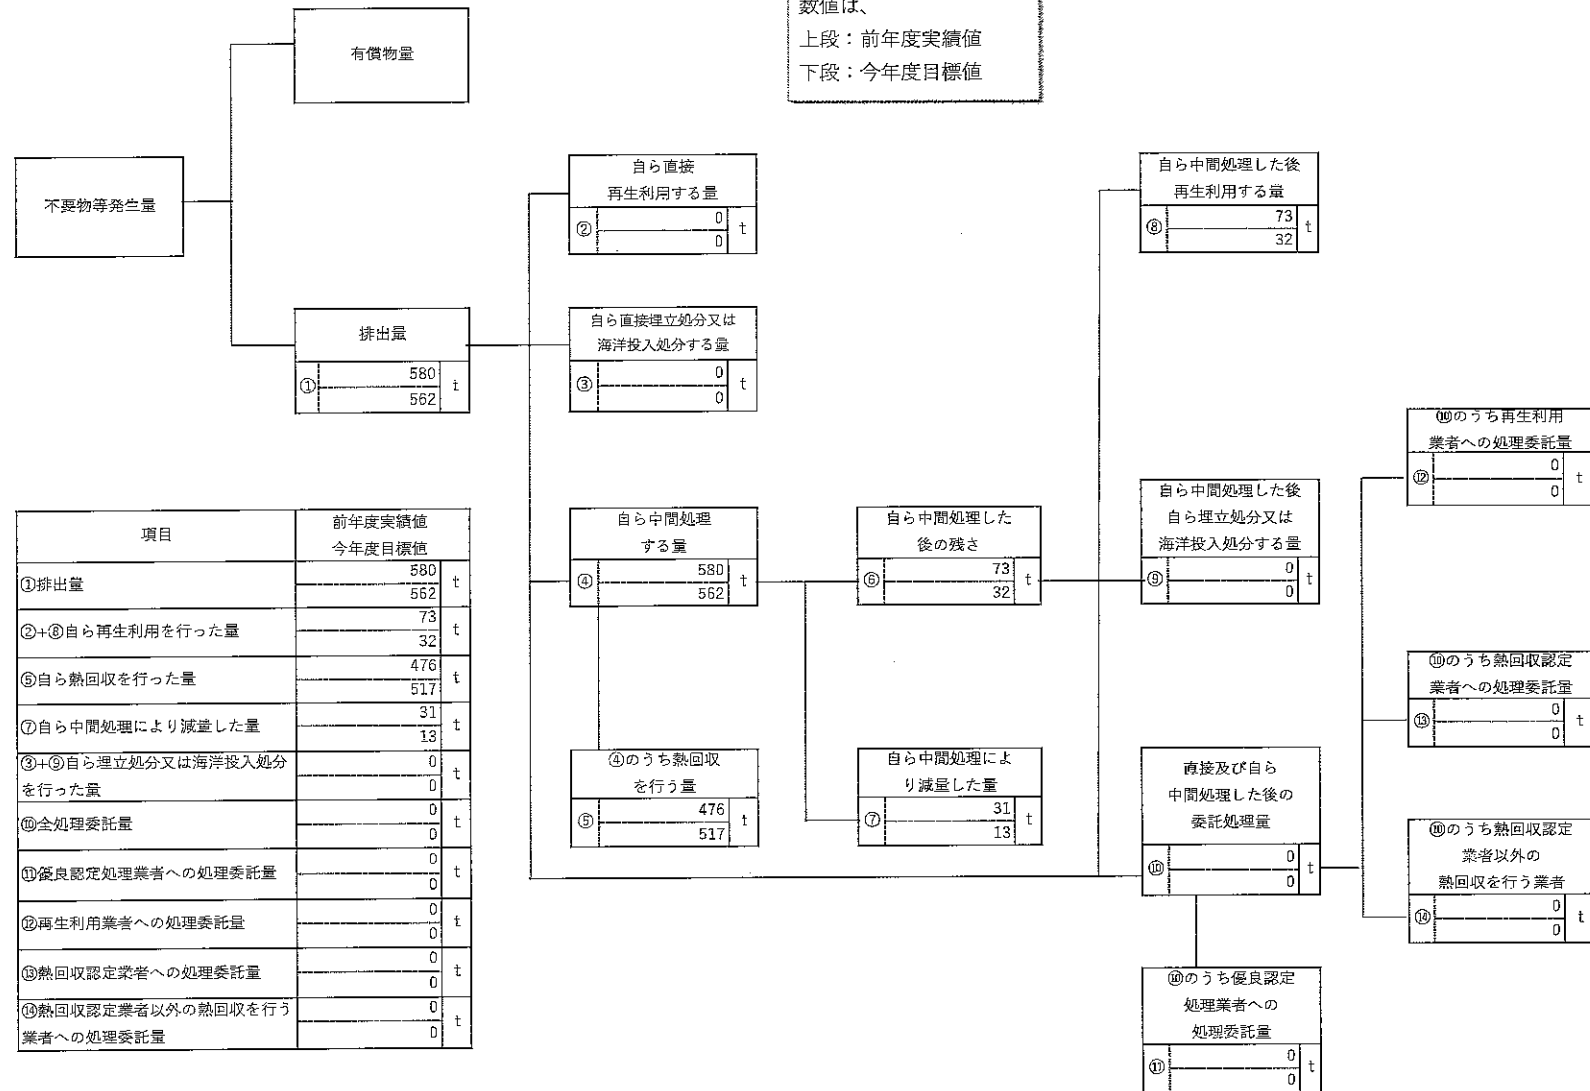 数値は、
上段：前年度実績値
下段：今年度目標値
有償物量
不要物等発生量
排出量
①
580
562
t
自ら直接
再生利用する量
②
0
0
t
自ら直接埋立処分又は
海洋投入処分する量
③
0
0
t
自ら中間処理
する量
④
580
562
t
④のうち熱回収
を行う量
⑤
476
517
t
自ら中間処理した
後の残さ
⑥
73
32
t
自ら中間処理によ
り減量した量
⑦
31
13
t
自ら中間処理した後
再生利用する量
⑧
73
32
t
自ら中間処理した後
自ら埋立処分又は
海洋投入処分する量
⑨
0
0
t
直接及び自ら
中間処理した後の
委託処理量
⑩
0
0
t
⑩のうち優良認定
処理業者への
処理委託量
⑪
0
0
t
⑩のうち再生利用
業者への処理委託量
⑫
0
0
t
⑩のうち熱回収認定
業者への処理委託量
⑬
0
0
t
⑩のうち熱回収認定
業者以外の
熱回収を行う業者
⑭
0
0
t
項目
前年度実績値
今年度目標値
①排出量
580
562
t
②+⑧自ら再生利用を行った量
73
32
t
⑤自ら熱回収を行った量
476
517
t
⑦自ら中間処理により減量した量
31
13
t
③+⑨自ら埋立処分又は海洋投入処分
を行った量
0
0
t
⑩全処理委託量
0
0
t
⑪優良認定処理業者への処理委託量
0
0
t
⑫再生利用業者への処理委託量
0
0
t
⑬熱回収認定業者への処理委託量
0
0
t
⑭熱回収認定業者以外の熱回収を行う
業者への処理委託量
0
0
t